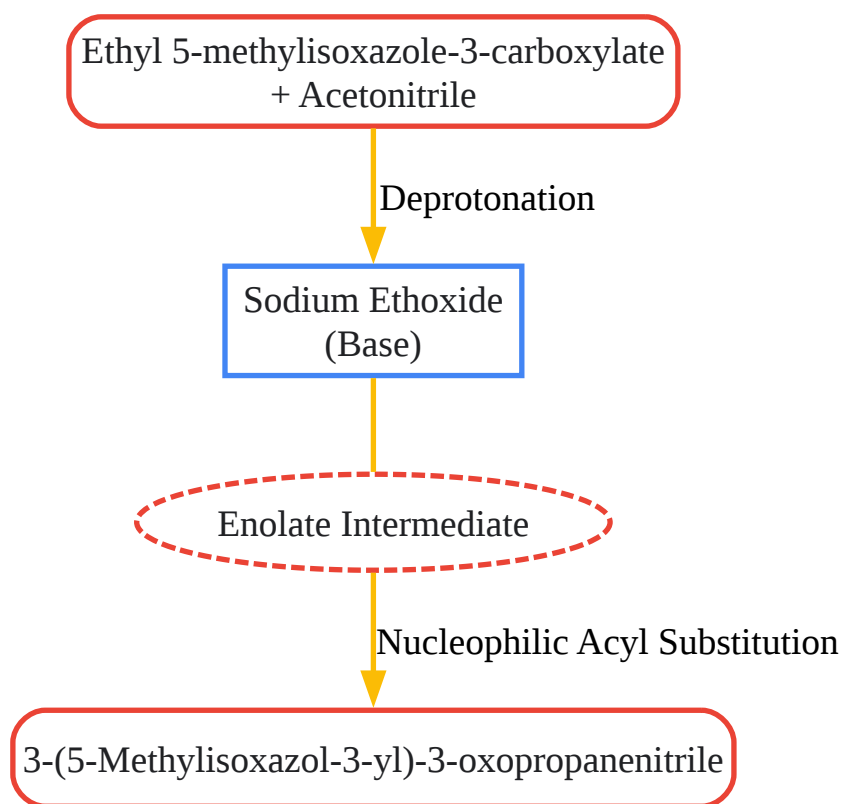 Ethyl 5-methylisoxazole-3-carboxylate
+ Acetonitrile
Deprotonation
Sodium Ethoxide
(Base)
Enolate Intermediate
Nucleophilic Acyl Substitution
3-(5-Methylisoxazol-3-yl)-3-oxopropanenitrile